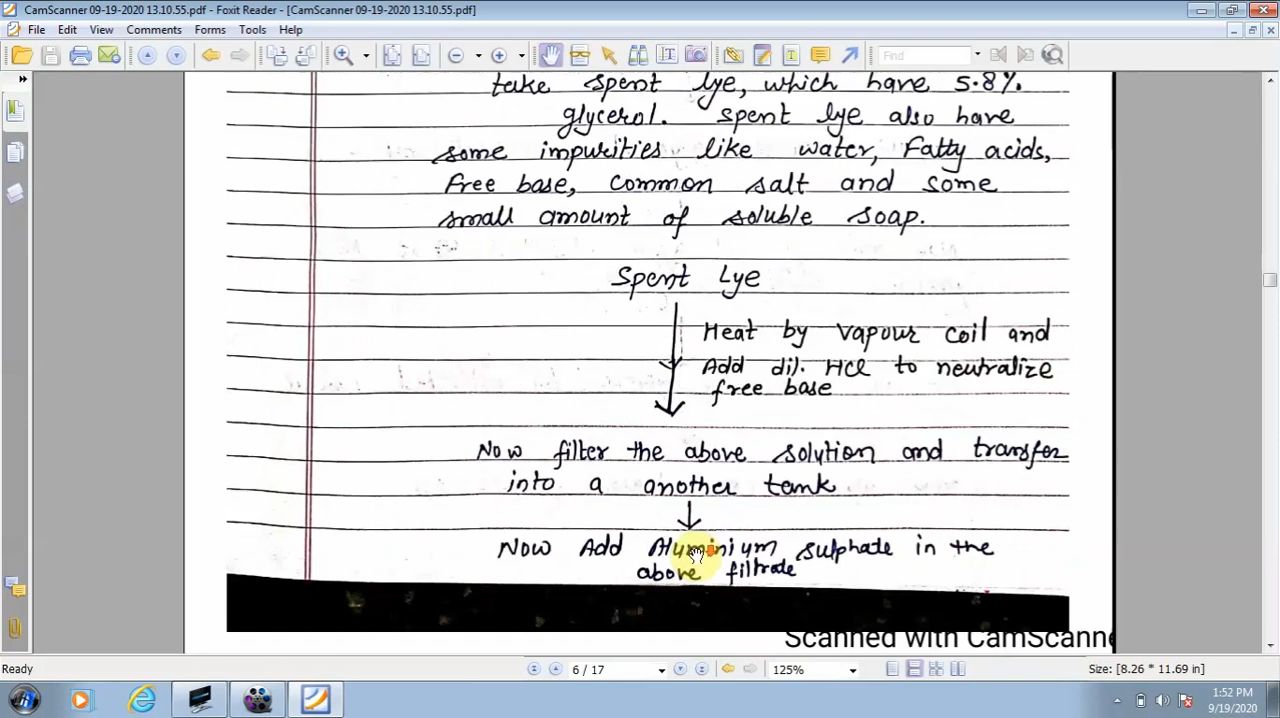 CamScanner 09-19-2020 13.10.55.pdf - Foxit Reader - [CamScanner 09-19-2020 13.10.55.pdf]
File Edit View Comments Forms Tools Help
Find
take spent lye, which have 5.8%.
glycerol. spent lye also have
some impurities like water, Fatty acids,
free base, common salt and some
small amount of soluble soap.
Spent Lye
Heat by vapour coil and
Add dil. HCl to neutralize
free base
Now filter the above solution and transfer
into a another tank
Now Add Aluminium sulphate in the
above filtrate
Scanned with CamScanne
Ready
6 / 17
125%
Size: [8.26 * 11.69 in]
1:52 PM
9/19/2020